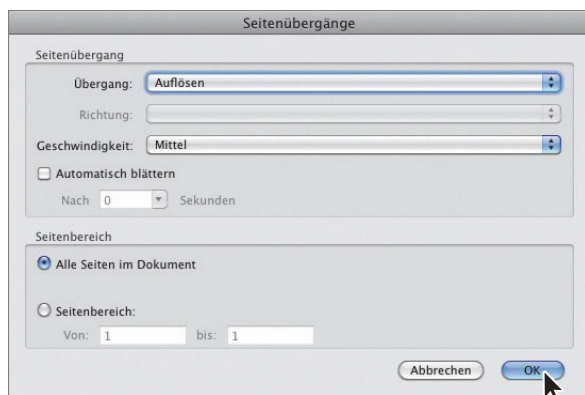 Seitenübergänge
Seitenübergang
Übergang: Auflösen
Richtung:
Geschwindigkeit: Mittel
Automatisch blättern
Nach 0 Sekunden
Seitenbereich
Alle Seiten im Dokument
Seitenbereich:
Von: 1 bis: 1
Abbrechen OK